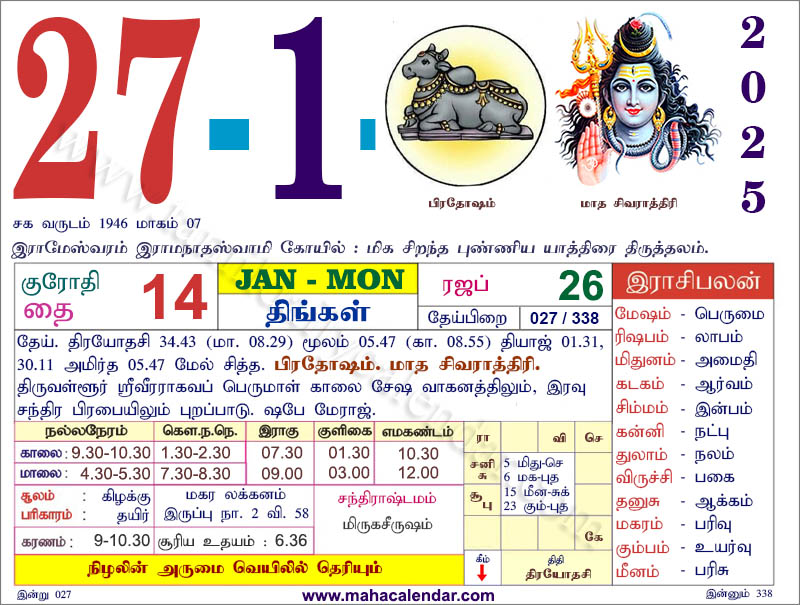 27-1-
2025
பிரதோஷம்
மாத சிவராத்திரி
சக வருடம் 1946 மாகம் 07
இராமேஸ்வரம் இராமநாதஸ்வாமி கோயில் : மிக சிறந்த புண்ணிய யாத்திரை திருத்தலம்.
குரோதி
தை
14
JAN - MON
திங்கள்
ரஜப்
26
தேய்பிறை
027 / 338
தேய். திரயோதசி 34.43 (மா. 08.29) மூலம் 05.47 (கா. 08.55) தியாஜ் 01.31,
30.11 அமிர்த 05.47 மேல் சித்த. பிரதோஷம். மாத சிவராத்திரி.
திருவள்ளூர் ஸ்ரீவீரராகவப் பெருமாள் காலை சேஷ வாகனத்திலும், இரவு
சந்திர பிரபையிலும் புறப்பாடு. ஷபே மேராஜ்.
இராசிபலன்
மேஷம் - பெருமை
ரிஷபம் - லாபம்
மிதுனம் - அமைதி
கடகம் - ஆர்வம்
சிம்மம் - இன்பம்
கன்னி - நட்பு
துலாம் - நலம்
விருச்சி - பகை
தனுசு - ஆக்கம்
மகரம் - பரிவு
கும்பம் - உயர்வு
மீனம் - பரிசு
நல்லநேரம் கௌ.ந.நெ. இராகு குளிகை எமகண்டம்
காலை: 9.30-10.30 1.30-2.30 07.30 01.30 10.30
மாலை: 4.30-5.30 7.30-8.30 09.00 03.00 12.00
சூலம் : கிழக்கு
பரிகாரம் : தயிர்
மகர லக்கனம்
இருப்பு நா. 2 வி. 58
சந்திராஷ்டமம்
மிருகசீருஷம்
கரணம் : 9-10.30
சூரிய உதயம் : 6.36
ரா வி செ
சனி
சு
சூ
பு
5 மிது-செ
6 மக-புத
15 மீன-சுக்
23 கும்-புத
கே
கீழ்
திதி
திரயோதசி
நிழலின் அருமை வெயிலில் தெரியும்
இன்று 027
www.mahacalendar.com
இன்னும் 338